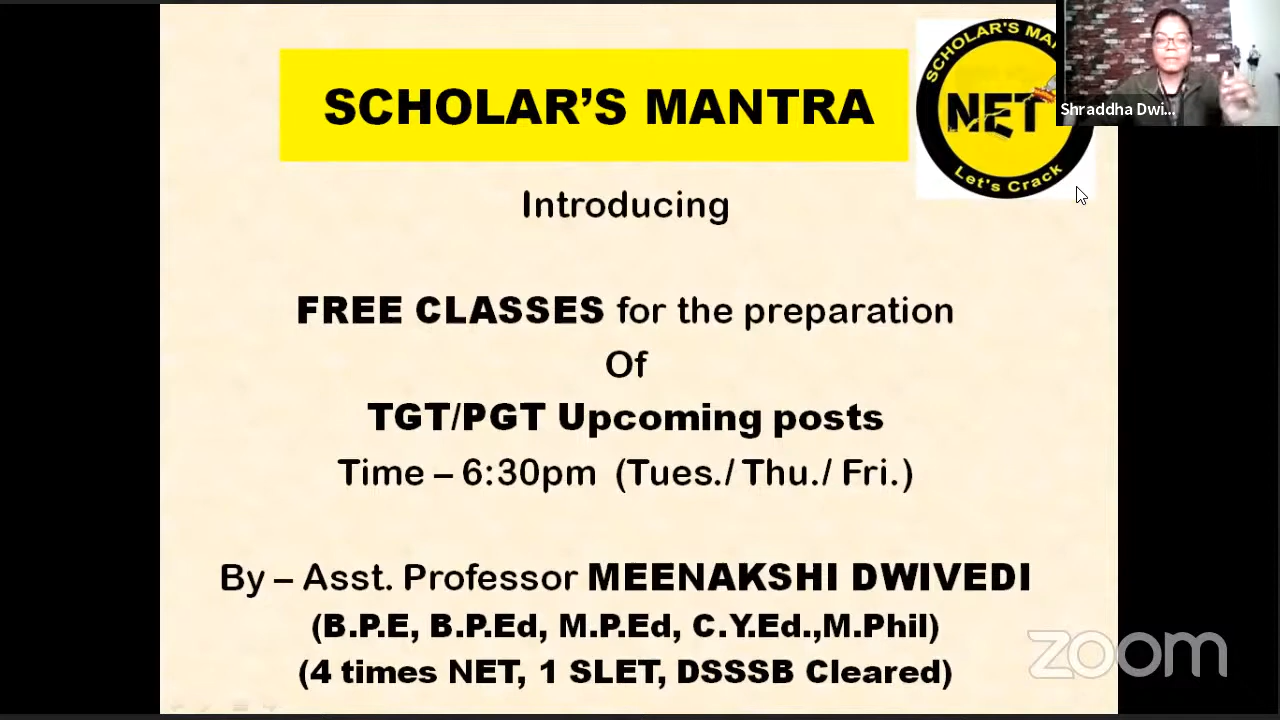 SCHOLAR'S MANTRA
SCHOLAR'S MA
NET
Let's Crack
Shraddha Dwi...
Introducing
FREE CLASSES for the preparation
Of
TGT/PGT Upcoming posts
Time – 6:30pm (Tues./ Thu./ Fri.)
By – Asst. Professor MEENAKSHI DWIVEDI
(B.P.E, B.P.Ed, M.P.Ed, C.Y.Ed.,M.Phil)
(4 times NET, 1 SLET, DSSSB Cleared)
zoom